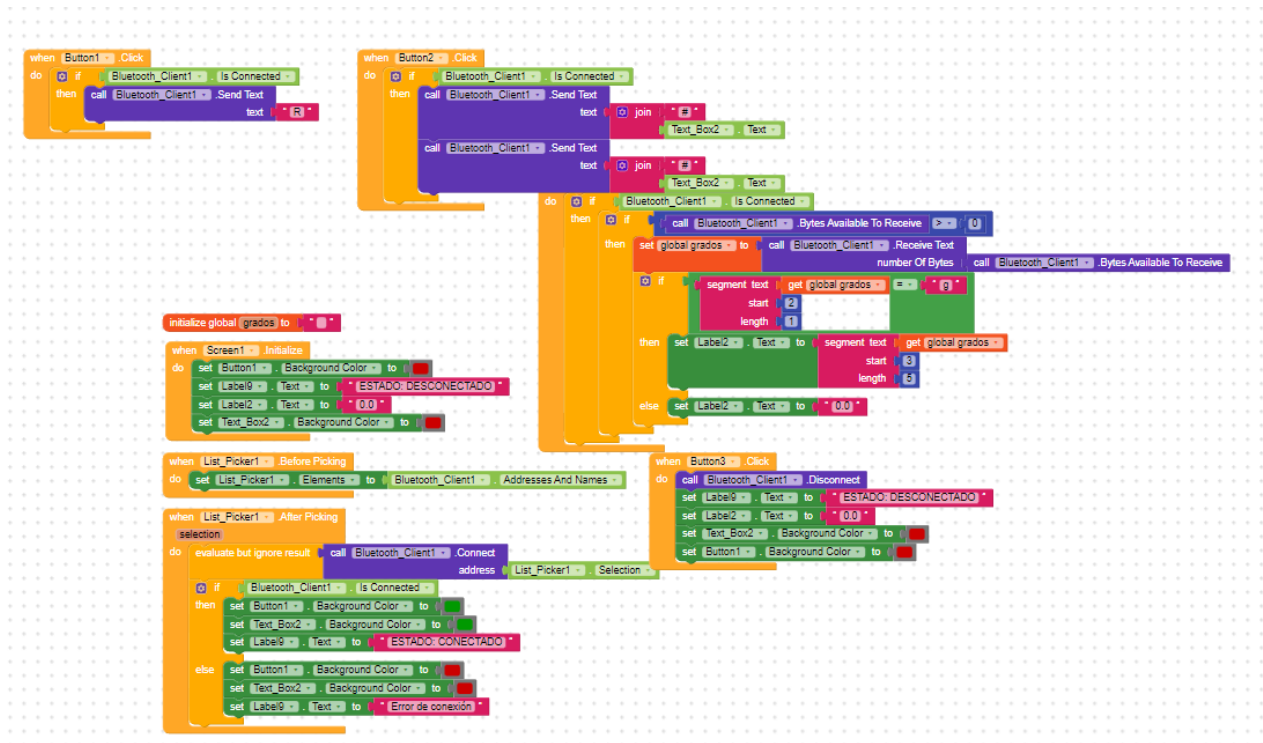 when Button1 .Click
do if Bluetooth_Client1 . Is Connected
then call Bluetooth_Client1 .Send Text
text " R "
when Button2 .Click
do if Bluetooth_Client1 . Is Connected
then call Bluetooth_Client1 .Send Text
text join " # "
Text_Box2 . Text
call Bluetooth_Client1 .Send Text
text join " # "
Text_Box2 . Text
do if Bluetooth_Client1 . Is Connected
then if call Bluetooth_Client1 .Bytes Available To Receive > 0
then set global grados to call Bluetooth_Client1 .Receive Text
number Of Bytes call Bluetooth_Client1 .Bytes Available To Receive
if segment text get global grados = " g "
start 2
length 1
then set Label2 . Text to segment text get global grados
start 3
length 5
else set Label2 . Text to " 0.0 "
initialize global grados to " "
when Screen1 .Initialize
do set Button1 . Background Color to
set Label9 . Text to " ESTADO: DESCONECTADO "
set Label2 . Text to " 0.0 "
set Text_Box2 . Background Color to
when List_Picker1 .Before Picking
do set List_Picker1 . Elements to Bluetooth_Client1 . Addresses And Names
when List_Picker1 .After Picking
selection
do evaluate but ignore result call Bluetooth_Client1 .Connect
address List_Picker1 . Selection
if Bluetooth_Client1 . Is Connected
then set Button1 . Background Color to
set Text_Box2 . Background Color to
set Label9 . Text to " ESTADO: CONECTADO "
else set Button1 . Background Color to
set Text_Box2 . Background Color to
set Label9 . Text to " Error de conexión "
when Button3 .Click
do call Bluetooth_Client1 .Disconnect
set Label9 . Text to " ESTADO: DESCONECTADO "
set Label2 . Text to " 0.0 "
set Text_Box2 . Background Color to
set Button1 . Background Color to